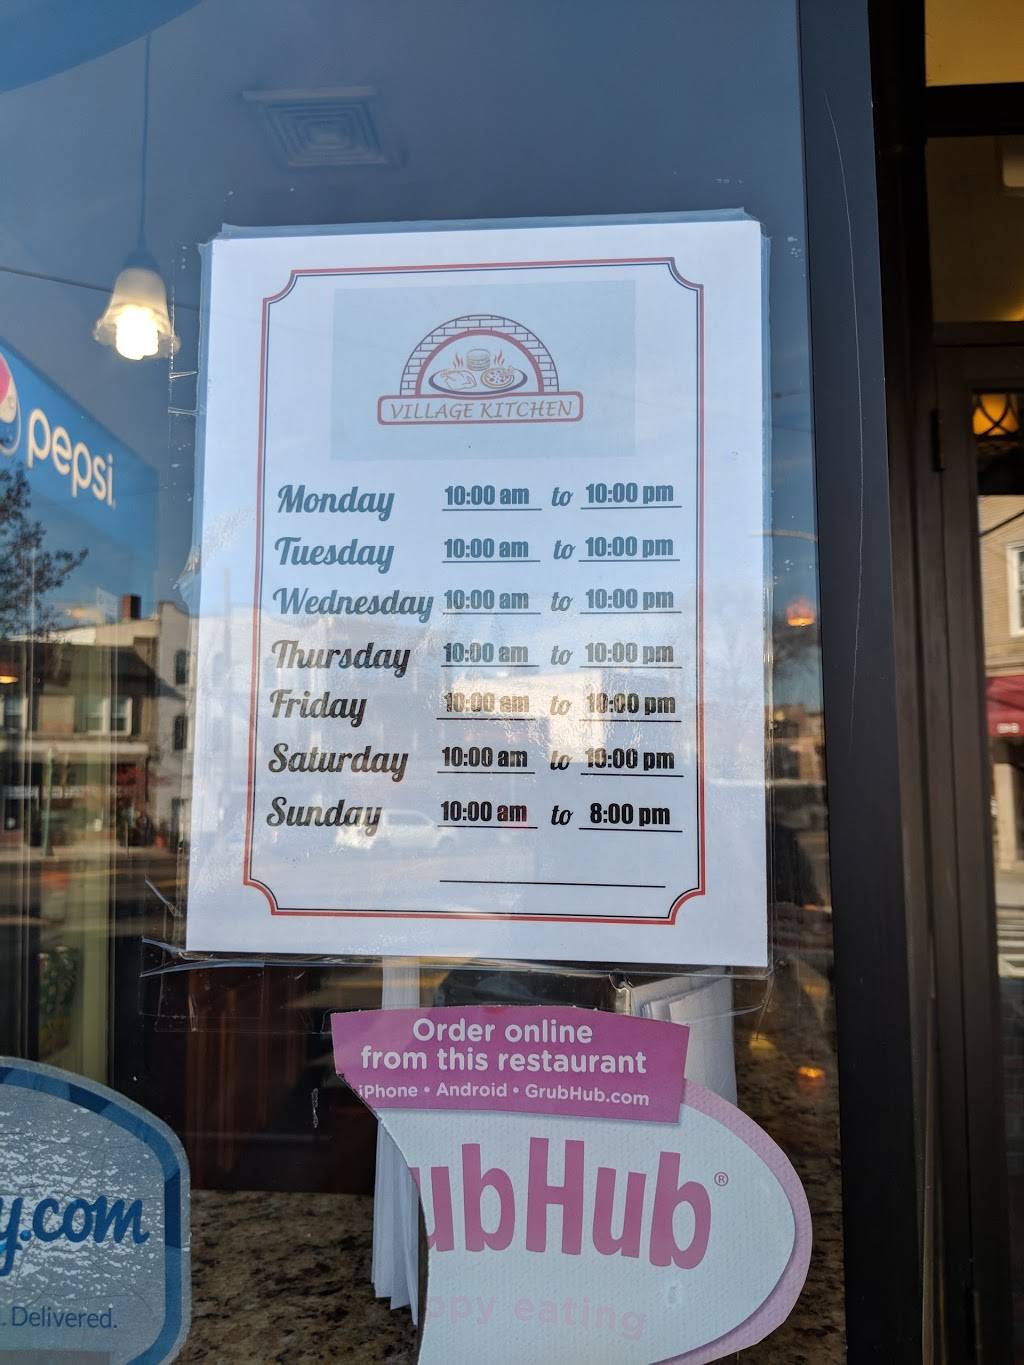 pepsi
VILLAGE KITCHEN
Monday 10:00 am to 10:00 pm
Tuesday 10:00 am to 10:00 pm
Wednesday 10:00 am to 10:00 pm
Thursday 10:00 am to 10:00 pm
Friday 10:00 am to 10:00 pm
Saturday 10:00 am to 10:00 pm
Sunday 10:00 am to 8:00 pm
Order online
from this restaurant
iPhone • Android • GrubHub.com
ubHub®
ppy eating
y.com
. Delivered.